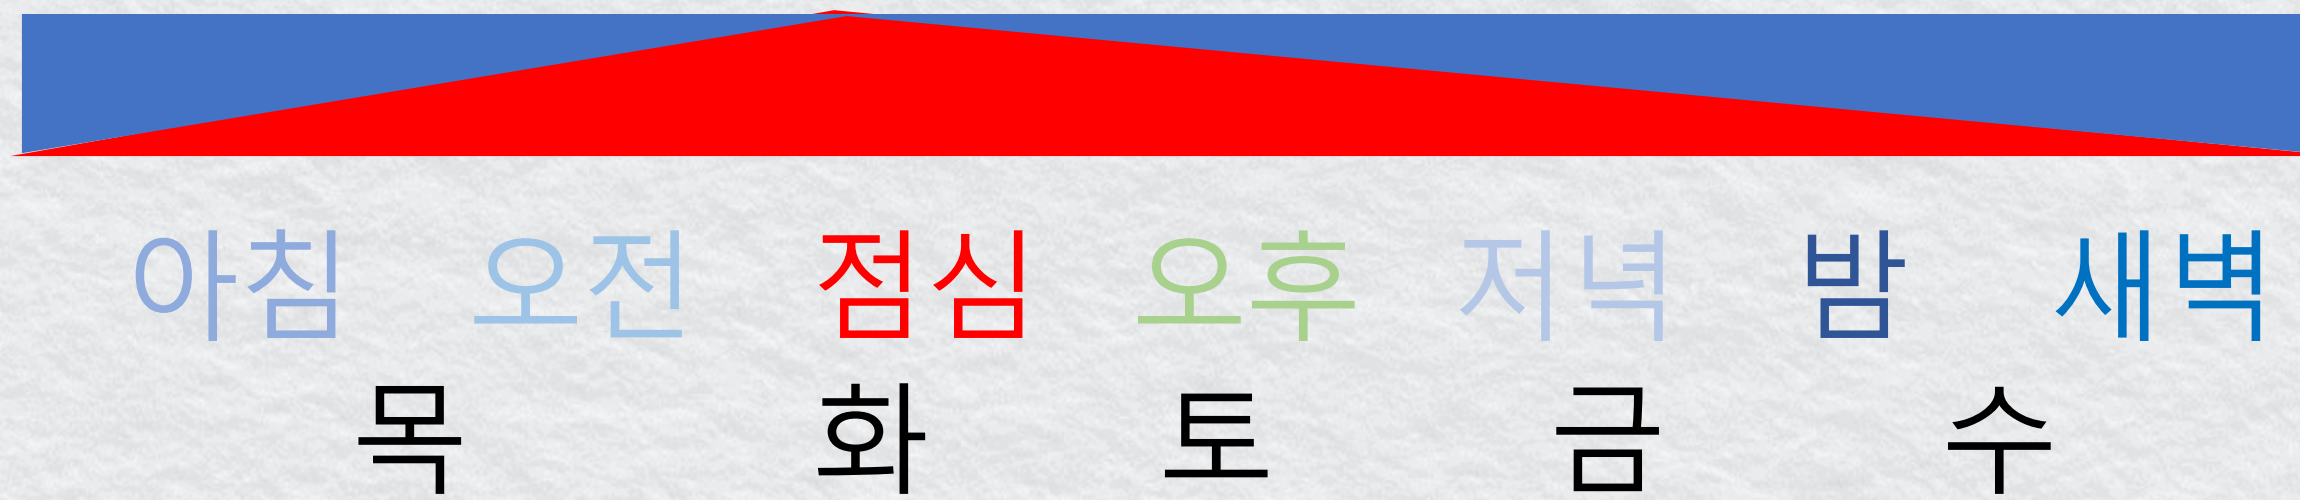 아침 오전 점심 오후 저녁 밤 새벽
목 화 토 금 수